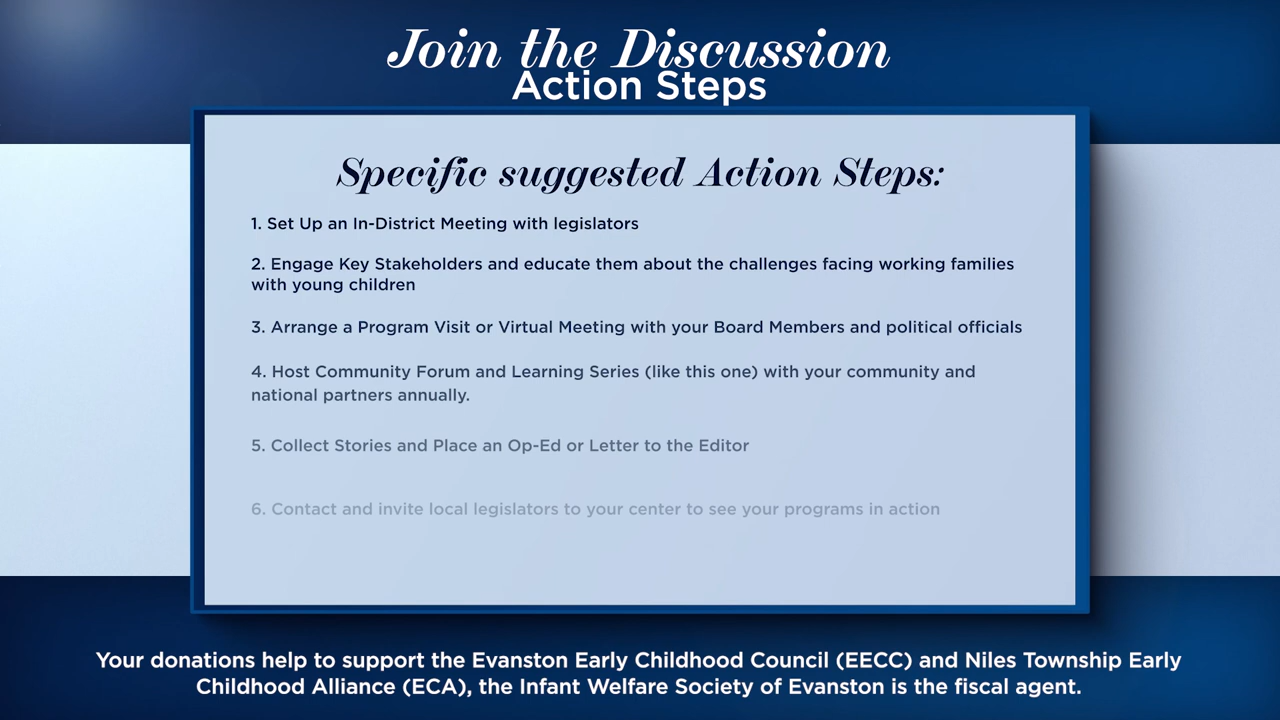 Join the Discussion
Action Steps
Specific suggested Action Steps:
1. Set Up an In-District Meeting with legislators
2. Engage Key Stakeholders and educate them about the challenges facing working families
with young children
3. Arrange a Program Visit or Virtual Meeting with your Board Members and political officials
4. Host Community Forum and Learning Series (like this one) with your community and
national partners annually.
5. Collect Stories and Place an Op-Ed or Letter to the Editor
6. Contact and invite local legislators to your center to see your programs in action
Your donations help to support the Evanston Early Childhood Council (EECC) and Niles Township Early
Childhood Alliance (ECA), the Infant Welfare Society of Evanston is the fiscal agent.